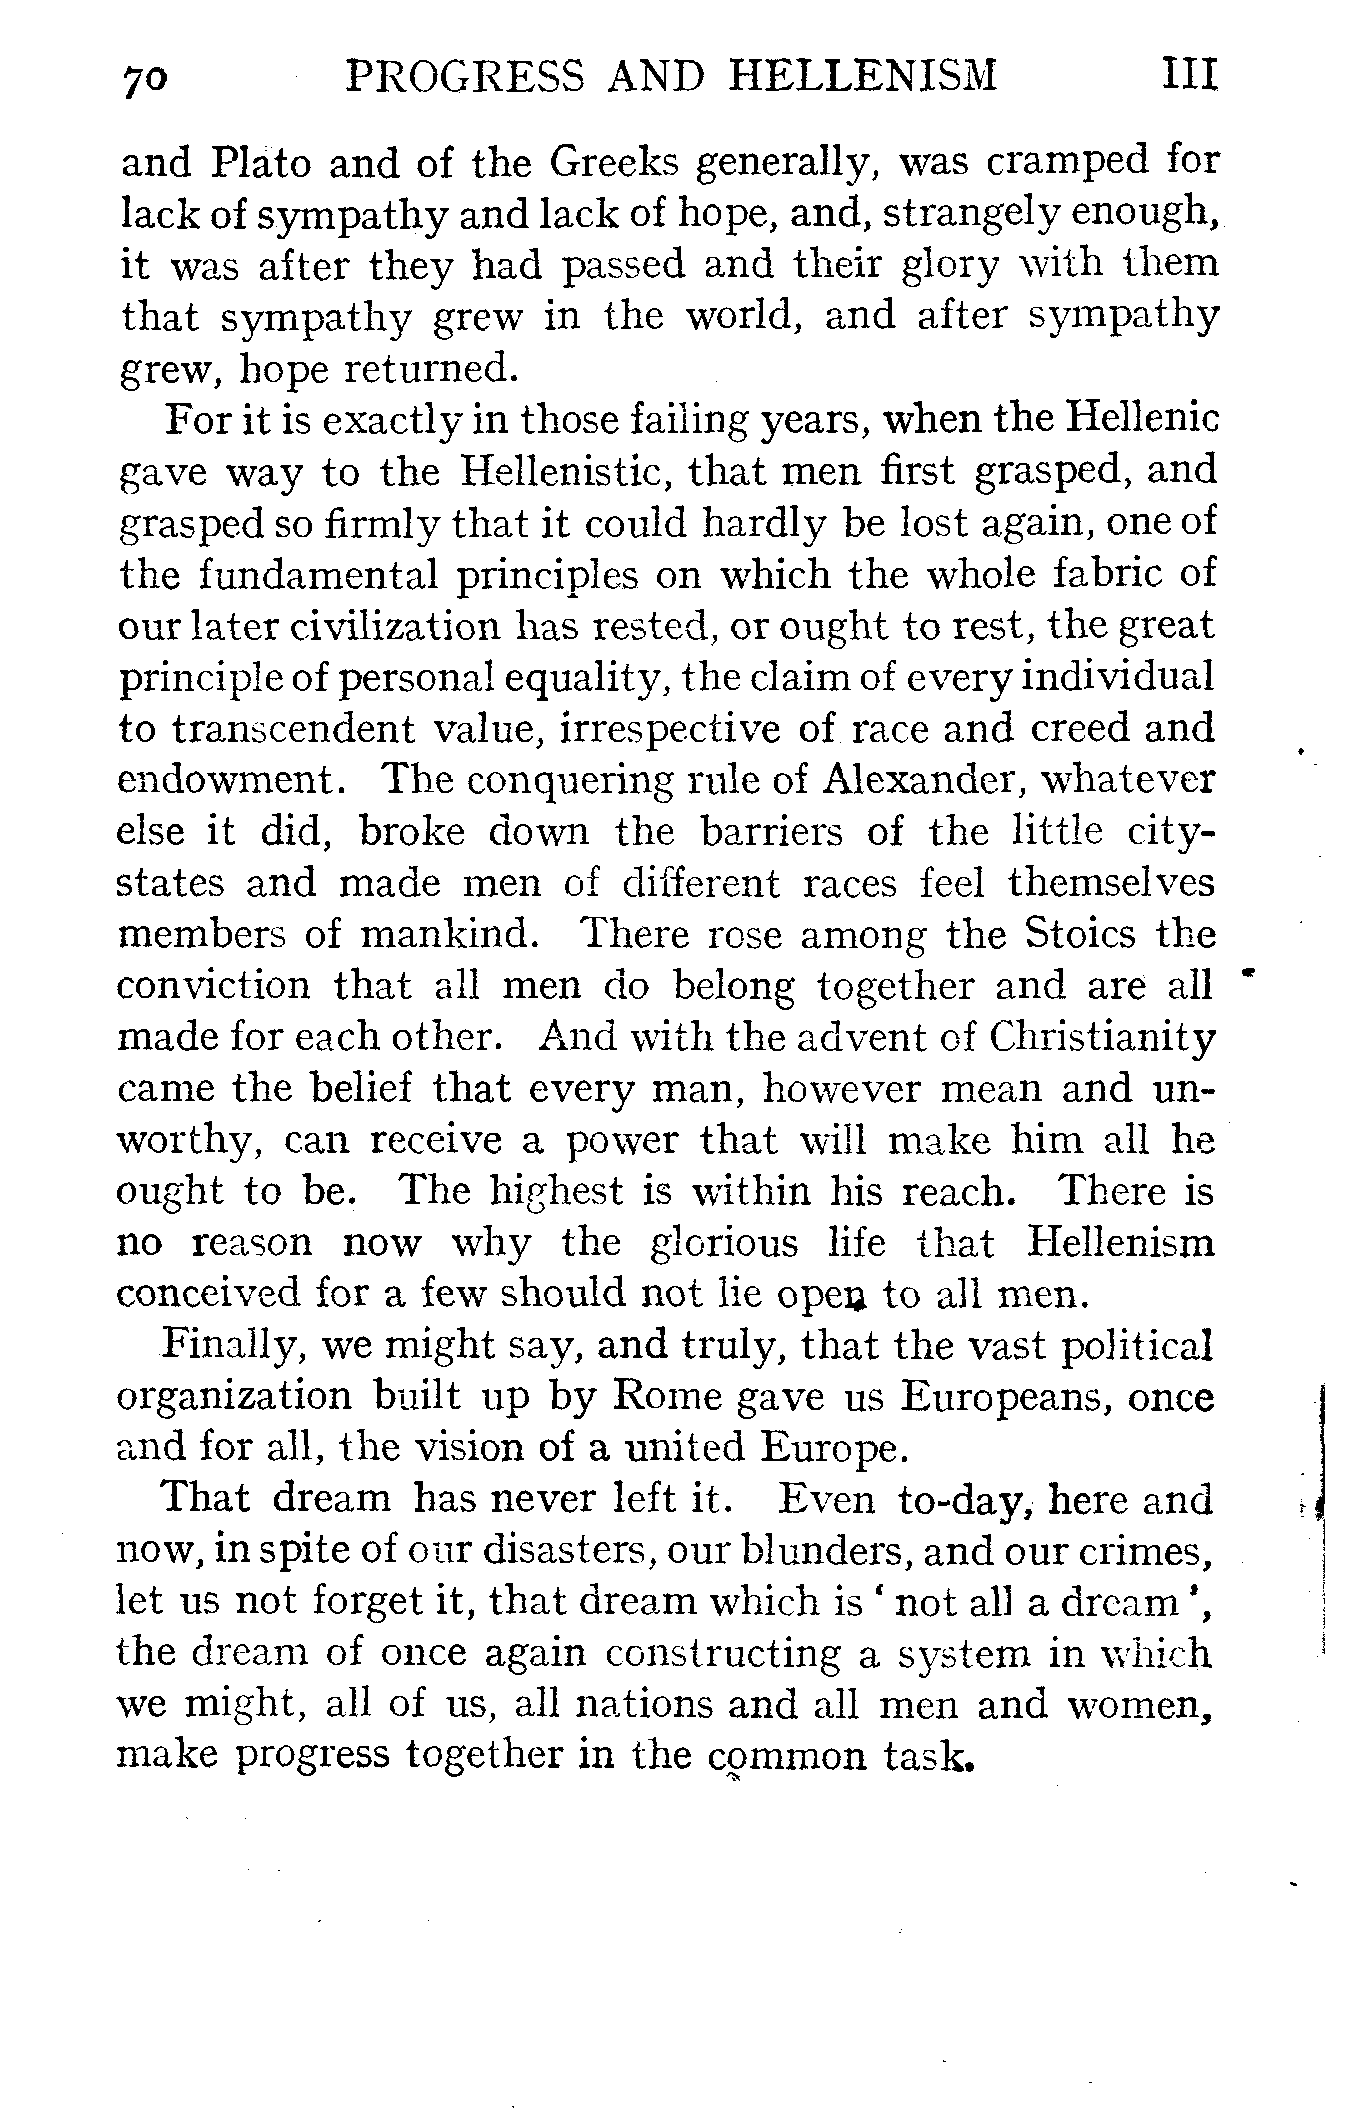 70 PROGRESS AND HELLENISM III
and Plato and of the Greeks generally, was cramped for
lack of sympathy and lack of hope, and, strangely enough,
it was after they had passed and their glory with them
that sympathy grew in the world, and after sympathy
grew, hope returned.
For it is exactly in those failing years, when the Hellenic
gave way to the Hellenistic, that men first grasped, and
grasped so firmly that it could hardly be lost again, one of
the fundamental principles on which the whole fabric of
our later civilization has rested, or ought to rest, the great
principle of personal equality, the claim of every individual
to transcendent value, irrespective of race and creed and
endowment. The conquering rule of Alexander, whatever
else it did, broke down the barriers of the little city-
states and made men of different races feel themselves
members of mankind. There rose among the Stoics the
conviction that all men do belong together and are all
made for each other. And with the advent of Christianity
came the belief that every man, however mean and un-
worthy, can receive a power that will make him all he
ought to be. The highest is within his reach. There is
no reason now why the glorious life that Hellenism
conceived for a few should not lie open to all men.
Finally, we might say, and truly, that the vast political
organization built up by Rome gave us Europeans, once
and for all, the vision of a united Europe.
That dream has never left it. Even to-day, here and
now, in spite of our disasters, our blunders, and our crimes,
let us not forget it, that dream which is ‘ not all a dream ’,
the dream of once again constructing a system in which
we might, all of us, all nations and all men and women,
make progress together in the common task.